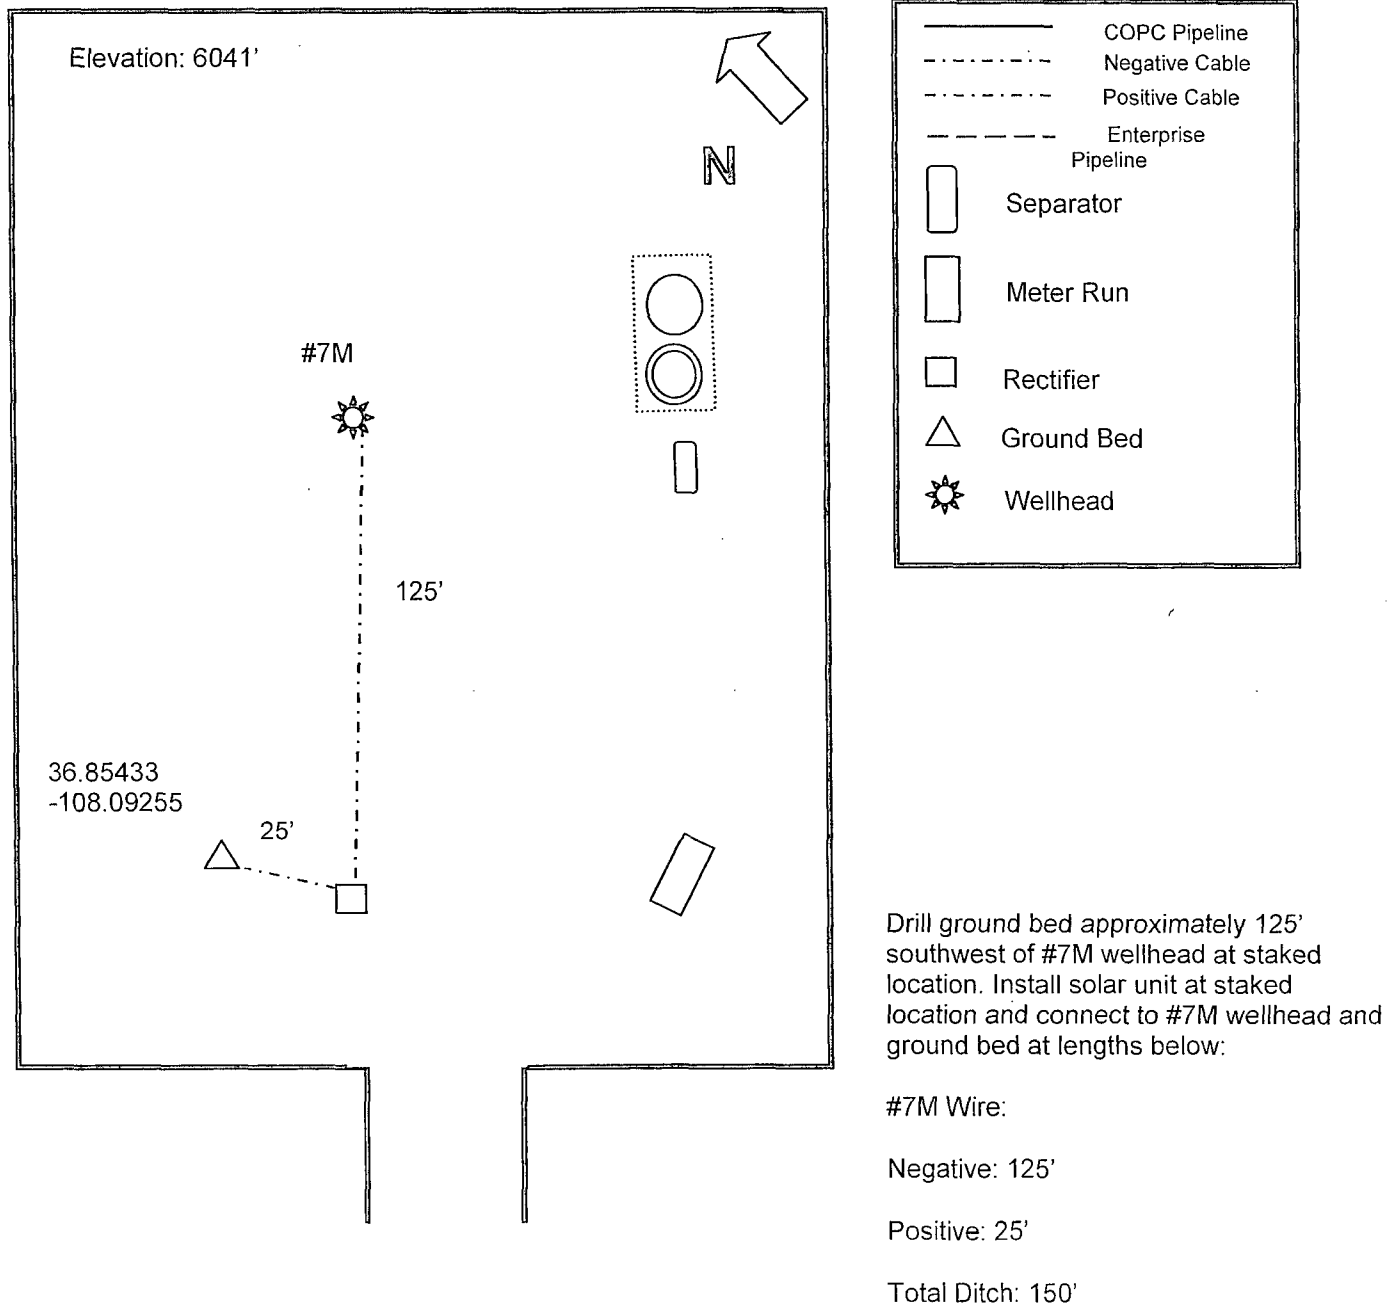 Elevation: 6041'
N
#7M
125'
36.85433
-108.09255
25'
COPC Pipeline
Negative Cable
Positive Cable
Enterprise
Pipeline
Separator
Meter Run
Rectifier
Ground Bed
Wellhead
Drill ground bed approximately 125'
southwest of #7M wellhead at staked
location. Install solar unit at staked
location and connect to #7M wellhead and
ground bed at lengths below:
#7M Wire:
Negative: 125'
Positive: 25'
Total Ditch: 150'